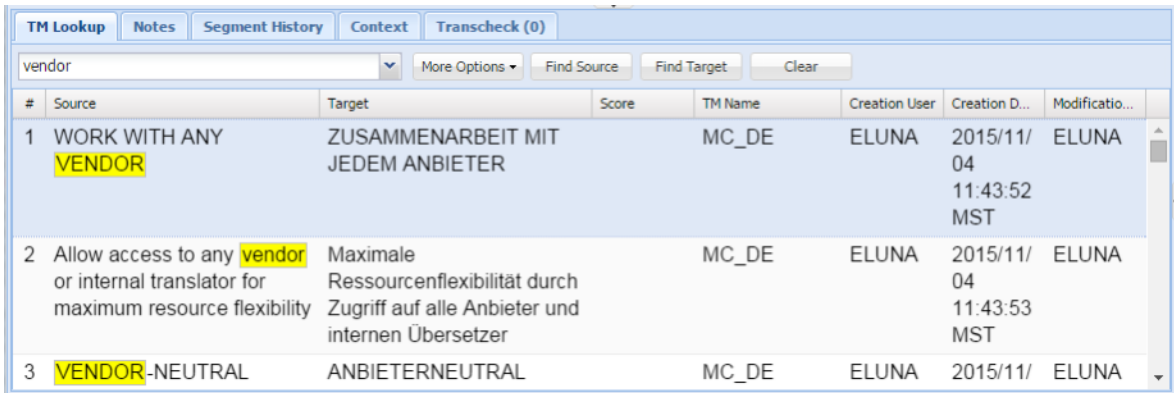 TM Lookup Notes Segment History Context Transcheck (0)
vendor More Options Find Source Find Target Clear
# Source Target Score TM Name Creation User Creation D... Modificatio...
1 WORK WITH ANY ZUSAMMENARBEIT MIT MC_DE ELUNA 2015/11/ ELUNA
VENDOR JEDEM ANBIETER 04
11:43:52
MST
2 Allow access to any vendor Maximale MC_DE ELUNA 2015/11/ ELUNA
or internal translator for Ressourcenflexibilität durch 04
maximum resource flexibility Zugriff auf alle Anbieter und 11:43:53
internen Übersetzer MST
3 VENDOR-NEUTRAL ANBIETERNEUTRAL MC_DE ELUNA 2015/11/ ELUNA